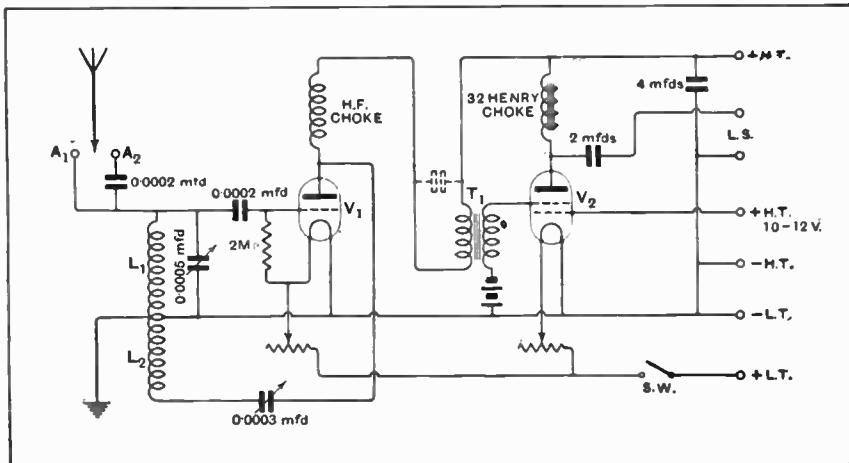 A1
A2
0·0002 mfd
0·0002 mfd
L1
0·0005 mfd
2M
L2
0·0003 mfd
H.F.
CHOKE
V1
T1
32 HENRY
CHOKE
2 mfds
V2
4 mfds
+H.T.
L.S.
+H.T.
10-12 V.
-H.T.
-L.T.
S.W.
+L.T.